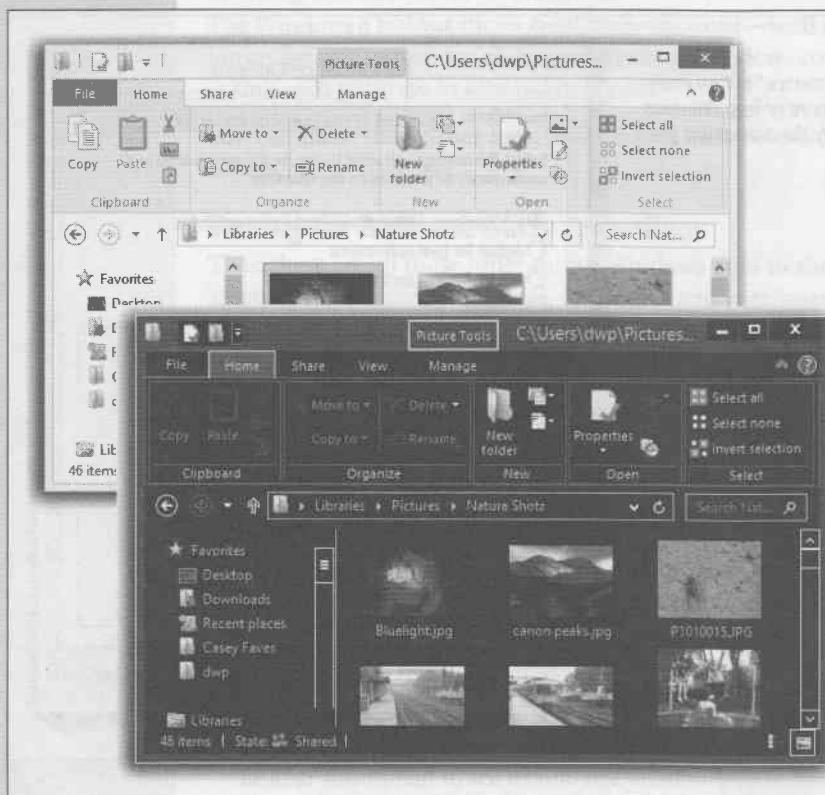 Picture Tools C:\Users\dwp\Pictures...
File Home Share View Manage
Move to Delete Select all
Copy Paste Copy to Rename New folder Properties Select none
Invert selection
Clipboard Organize New Open Select
Libraries Pictures Nature Shotz Search Nat...
Favorites
Desktop
Lib
46 items
Picture Tools C:\Users\dwp\Pictures...
File Home Share View Manage
Move to Delete Select all
Copy Paste Copy to Rename New folder Properties Select none
Invert selection
Clipboard Organize New Open Select
Libraries Pictures Nature Shotz Search Nat...
Favorites
Desktop
Downloads
Recent places
Casey Faves
dwp
Libraries
Bluelight.jpg canon peaks.jpg P1010015.JPG
46 items State: Shared